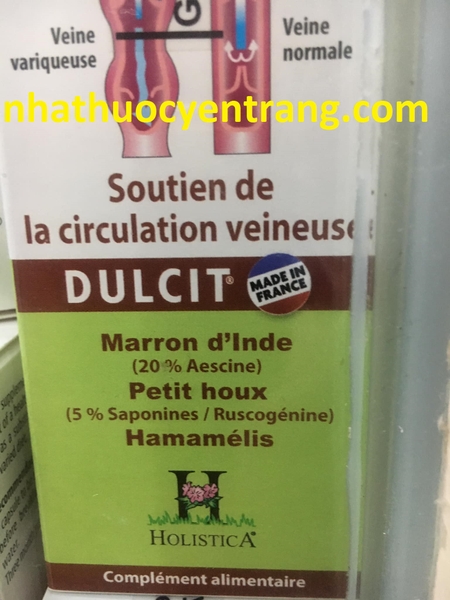 Veine
variqueuse
Veine
normale
nhathuocyentrang.com
Soutien de
la circulation veineuse
DULCIT®
MADE IN
FRANCE
Marron d'Inde
(20 % Aescine)
Petit houx
(5 % Saponines / Ruscogénine)
Hamamélis
H
HOLISTICA®
Complément alimentaire